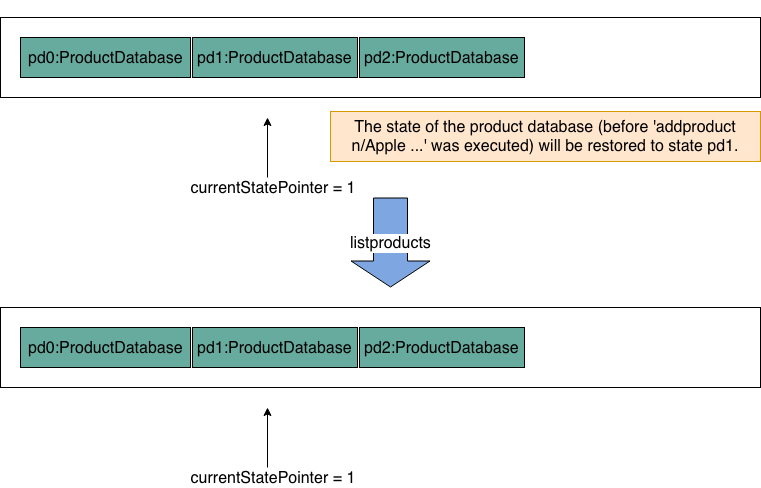 pd0:ProductDatabase pd1:ProductDatabase pd2:ProductDatabase
The state of the product database (before 'addproduct
n/Apple ...' was executed) will be restored to state pd1.
currentStatePointer = 1
listproducts
pd0:ProductDatabase pd1:ProductDatabase pd2:ProductDatabase
currentStatePointer = 1